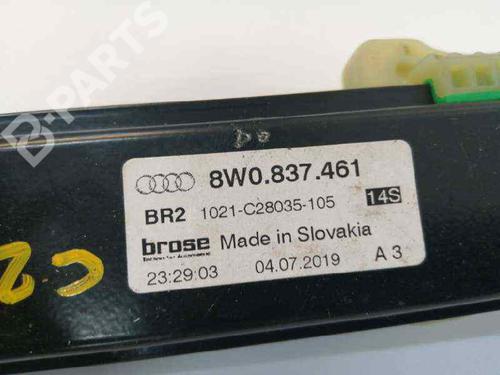 B-PARTS
8W0.837.461
BR2 1021-C28035-105 14S
brose Made in Slovakia
23:29:03 04.07.2019 A 3
C2